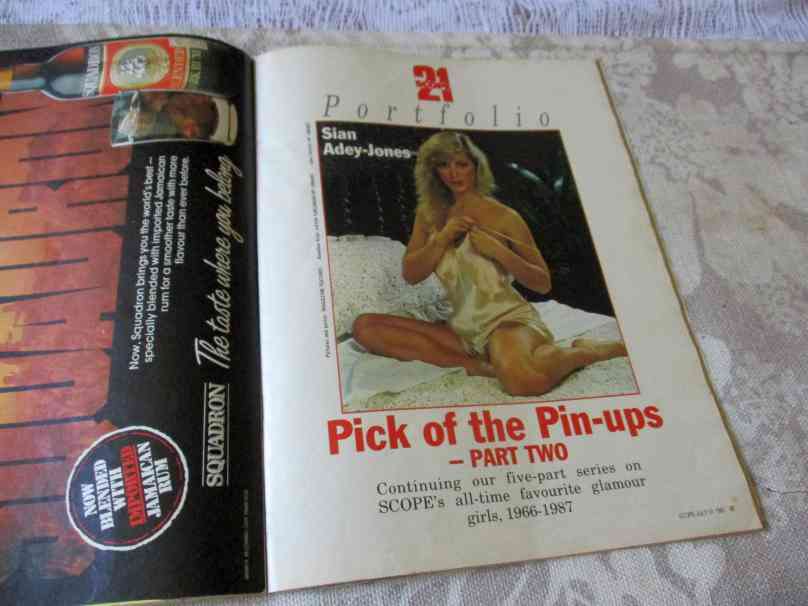 SQUADRON
BLENDED
Now, Squadron brings you the world's best –
specially blended with imported Jamaican
rum for a smoother taste with more
flavour than ever before.
SQUADRON The taste where you belong
NOW
BLENDED
WITH
IMPORTED
JAMAICAN
RUM
21
Portfolio
Sian
Adey-Jones
Pick of the Pin-ups
– PART TWO
Continuing our five-part series on
SCOPE's all-time favourite glamour
girls, 1966-1987